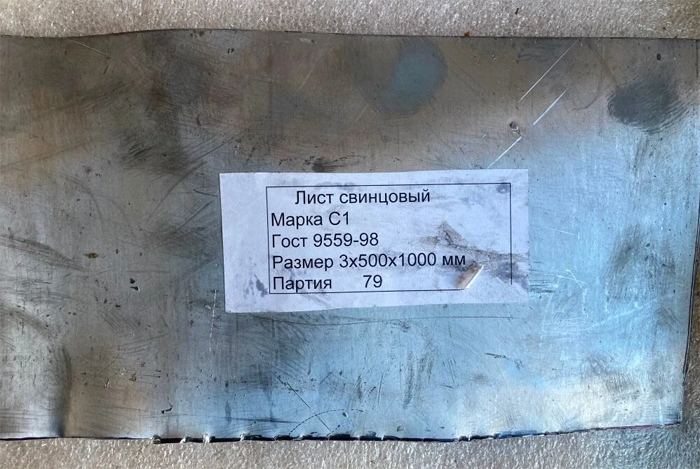 Лист свинцовый
Марка С1
Гост 9559-98
Размер 3х500х1000 мм
Партия 79